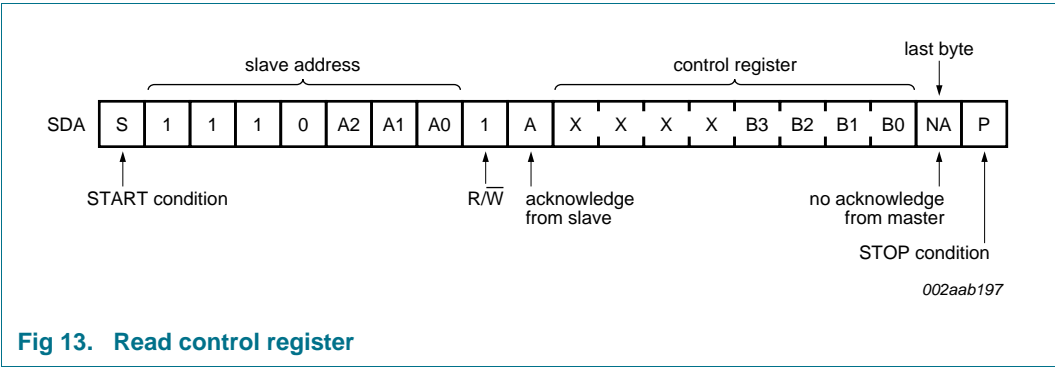 last byte
slave address control register
SDA S 1 1 1 0 A2 A1 A0 1 A X X X X B3 B2 B1 B0 NA P
START condition R/W̅ acknowledge no acknowledge
from slave from master
STOP condition
002aab197
Fig 13. Read control register